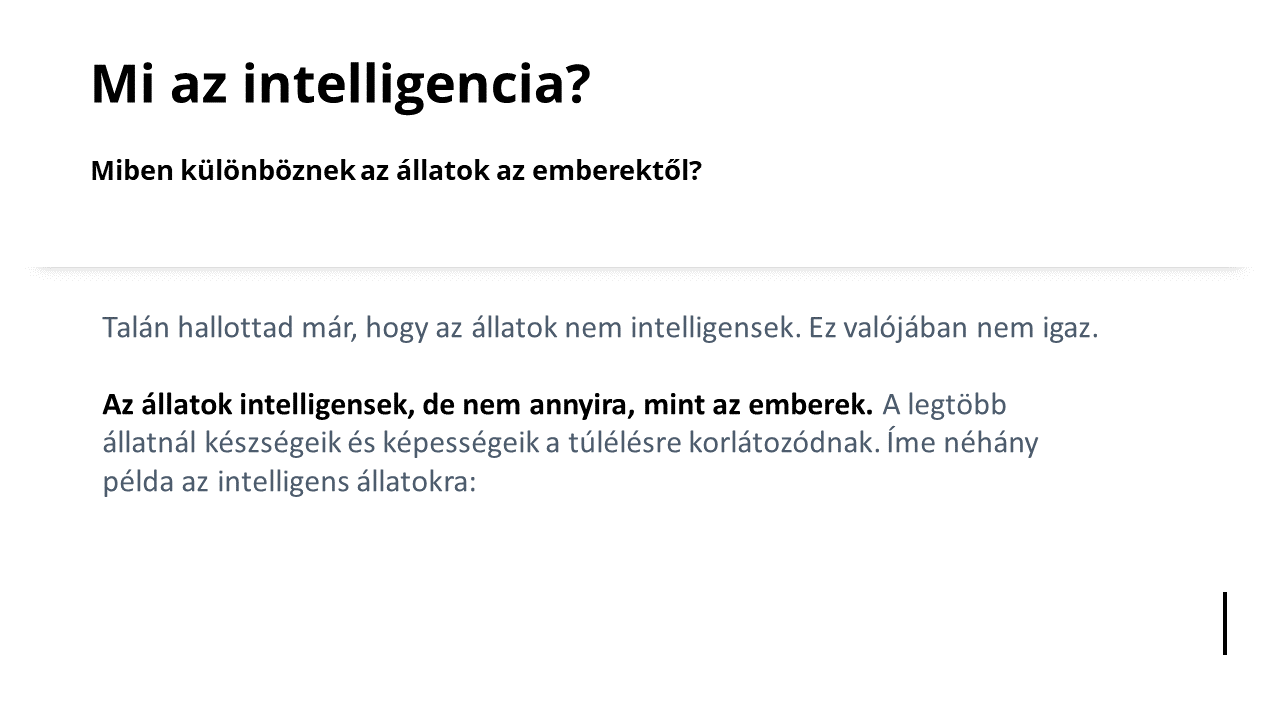 Mi az intelligencia?
Miben különböznek az állatok az emberektől?
Talán hallottad már, hogy az állatok nem intelligensek. Ez valójában nem igaz.
Az állatok intelligensek, de nem annyira, mint az emberek. A legtöbb
állatnál készségeik és képességeik a túlélésre korlátozódnak. Íme néhány
példa az intelligens állatokra: